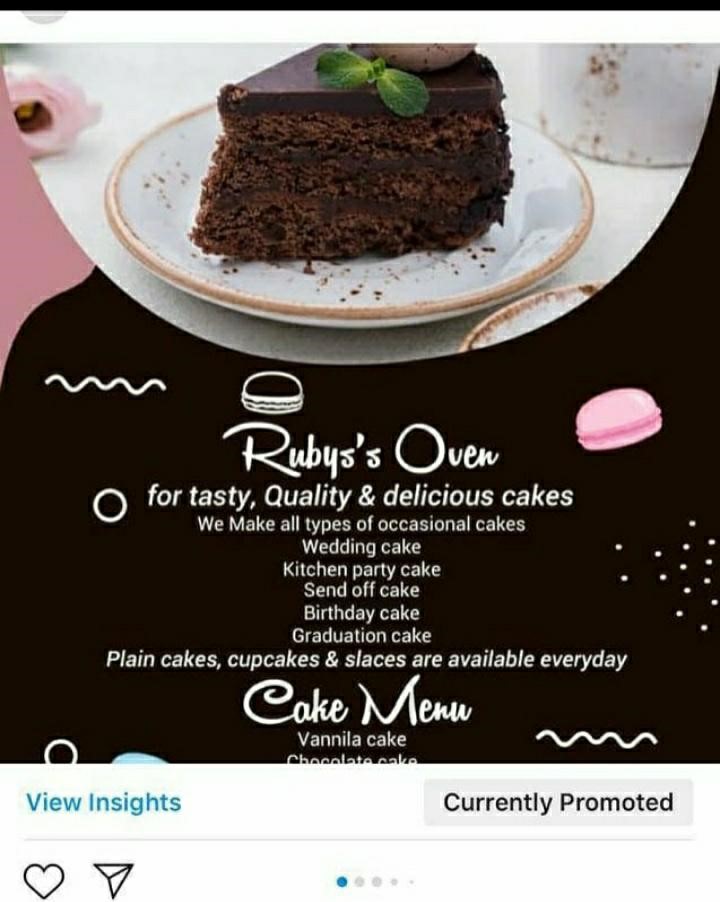 Rubys's Oven
for tasty, Quality & delicious cakes
We Make all types of occasional cakes
Wedding cake
Kitchen party cake
Send off cake
Birthday cake
Graduation cake
Plain cakes, cupcakes & slaces are available everyday
Cake Menu
Vannila cake
Chocolate cake
View Insights
Currently Promoted